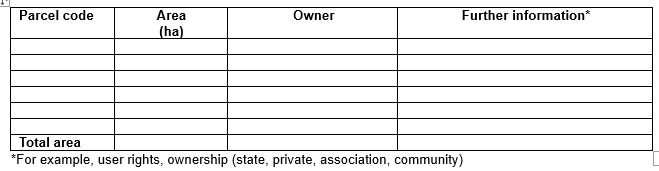 Parcel code Area Owner Further information*
(ha)
Total area
*For example, user rights, ownership (state, private, association, community)